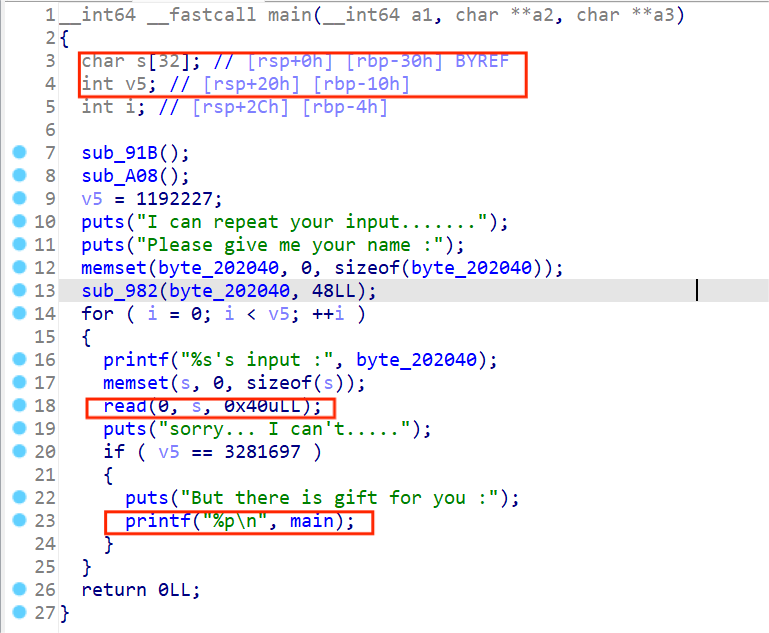 1 __int64 __fastcall main(__int64 a1, char **a2, char **a3)
2 {
3 char s[32]; // [rsp+0h] [rbp-30h] BYREF
4 int v5; // [rsp+20h] [rbp-10h]
5 int i; // [rsp+2Ch] [rbp-4h]
6
7 sub_91B();
8 sub_A08();
9 v5 = 1192227;
10 puts("I can repeat your input.......");
11 puts("Please give me your name :");
12 memset(byte_202040, 0, sizeof(byte_202040));
13 sub_982(byte_202040, 48LL);
14 for ( i = 0; i < v5; ++i )
15 {
16 printf("%s's input :", byte_202040);
17 memset(s, 0, sizeof(s));
18 read(0, s, 0x40uLL);
19 puts("sorry... I can't.....");
20 if ( v5 == 3281697 )
21 {
22 puts("But there is gift for you :");
23 printf("%p\n", main);
24 }
25 }
26 return 0LL;
27 }